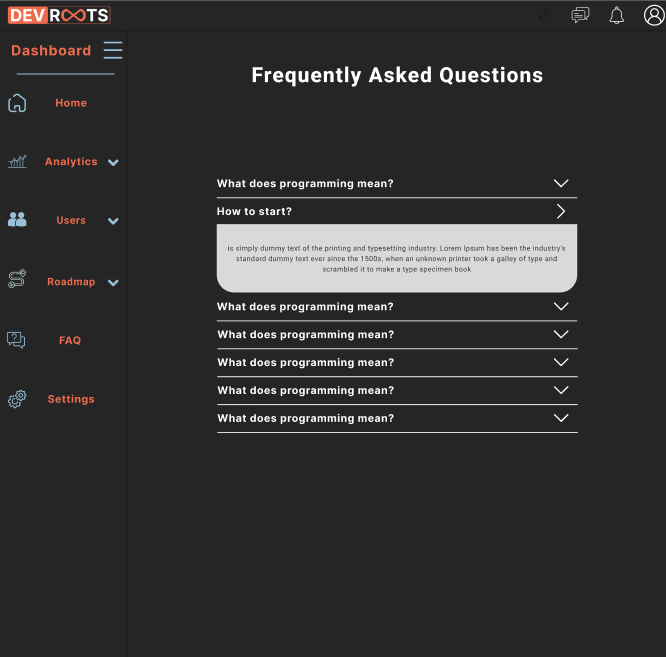 DEVROOTS
Dashboard
Frequently Asked Questions
Home
Analytics
Users
Roadmap
FAQ
Settings
What does programming mean?
How to start?
is simply dummy text of the printing and typesetting industry. Lorem Ipsum has been the industry's
standard dummy text ever since the 1500s, when an unknown printer took a galley of type and
scrambled it to make a type specimen book
What does programming mean?
What does programming mean?
What does programming mean?
What does programming mean?
What does programming mean?